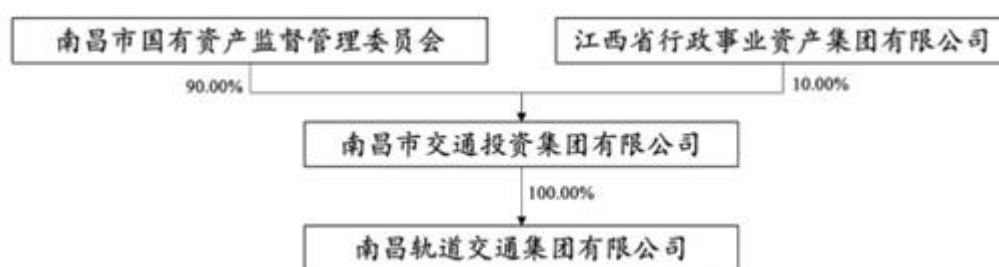 南昌市国有资产监督管理委员会
江西省行政事业资产集团有限公司
90.00%
10.00%
南昌市交通投资集团有限公司
100.00%
南昌轨道交通集团有限公司